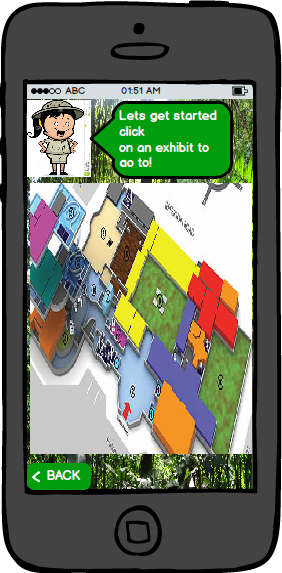 ABC 01:51 AM
Lets get started
click
on an exhibit to
go to!
BACK